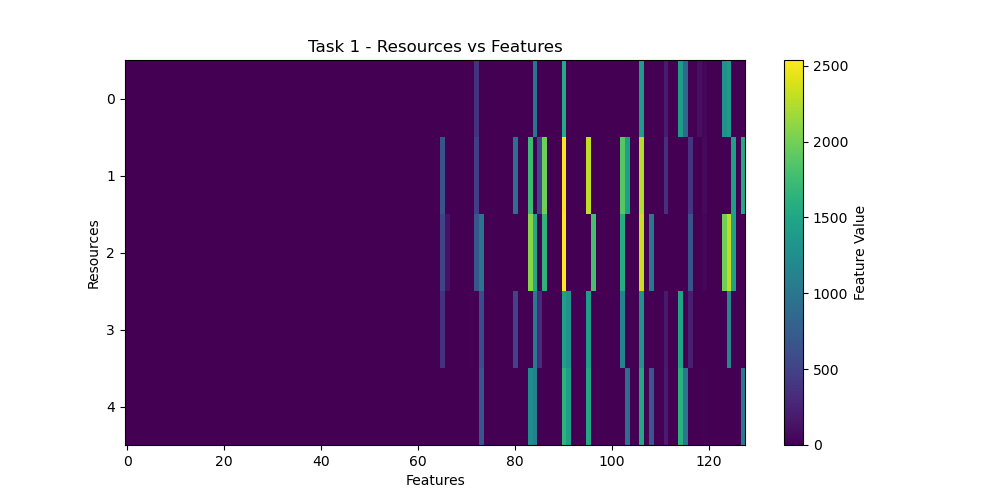 Task 1 - Resources vs Features
Resources
0
1
2
3
4
0 20 40 60 80 100 120
Features
2500
2000
1500
1000
500
0
Feature Value